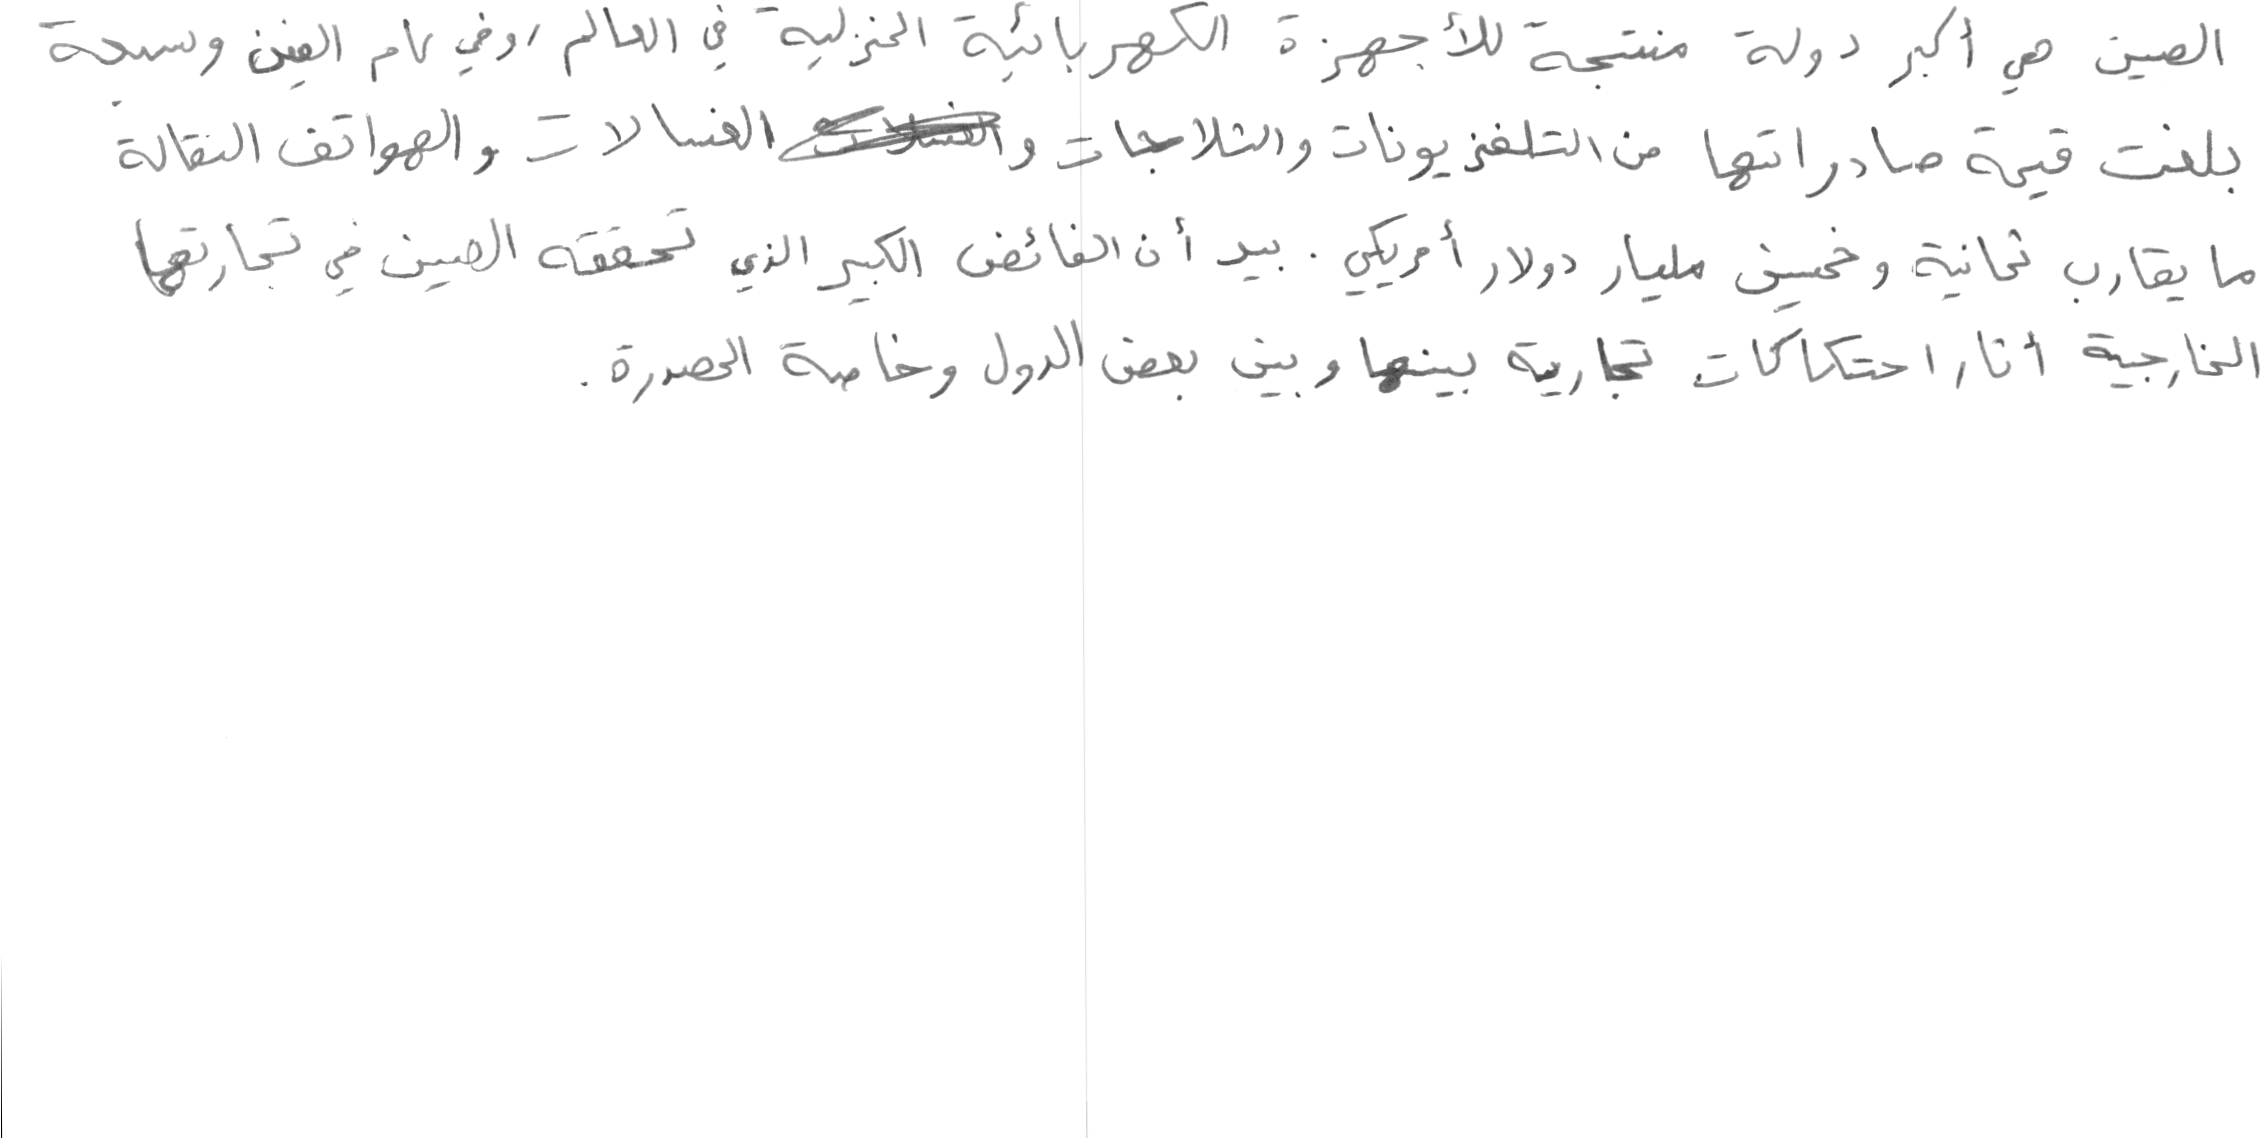 الصين هي أكبر دولة منتجة للأجهزة الكهربائية المنزلية في العالم، وفي عام الفين وسبعة
بلغت قيمة صادراتها من التلفزيونات والثلاجات و الغسالات والهواتف النقالة
ما يقارب ثمانية وخمسين مليار دولار أمريكي. بيد أن الفائض الكبير الذي تحققه الصين في تجارتها
الخارجية أثار احتكاكات تجارية بينها وبين بعض الدول وخاصة المصدرة.